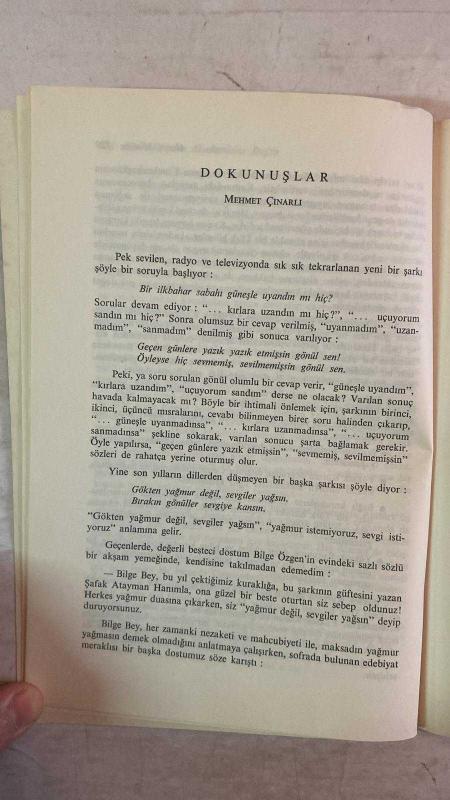 DOKUNUŞLAR
MEHMET ÇINARLI
Pek sevilen, radyo ve televizyonda sık sık tekrarlanan yeni bir şarkı
şöyle bir soruyla başlıyor :
Bir ilkbahar sabahı güneşle uyandın mı hiç?
Sorular devam ediyor : “... kırlara uzandın mı hiç?”, “... uçuyorum
sandın mı hiç?” Sonra olumsuz bir cevap verilmiş, “uyanmadım”, “uzan-
madım”, “sanmadım” denilmiş gibi sonuca varılıyor :
Geçen günlere yazık yazık etmişsin gönül sen!
Öyleyse hiç sevmemiş, sevilmemişsin gönül sen.
Peki, ya soru sorulan gönül olumlu bir cevap verir, “güneşle uyandım”,
“kırlara uzandım”, “uçuyorum sandım” derse ne olacak? Varılan sonuç
havada kalmayacak mı? Böyle bir ihtimali önlemek için, şarkının birinci,
ikinci, üçüncü mısralarını, cevabı bilinmeyen birer soru halinden çıkarıp,
“... güneşle uyanmadınsa”, “... kırlara uzanmadınsa”, “... uçuyorum
sanmadınsa” şekline sokarak, varılan sonucu şarta bağlamak gerekir.
Öyle yapılırsa, “geçen günlere yazık etmişsin”, “sevmemiş, sevilmemişsin”
sözleri de rahatça yerine oturmuş olur.
Yine son yılların dillerden düşmeyen bir başka şarkısı şöyle diyor :
Gökten yağmur değil, sevgiler yağsın.
Bırakın gönüller sevgiye kansın.
“Gökten yağmur değil, sevgiler yağsın”, “yağmur istemiyoruz, sevgi isti-
yoruz” anlamına gelir.
Geçenlerde, değerli besteci dostum Bilge Özgen'in evindeki sazlı sözlü
bir akşam yemeğinde, kendisine takılmadan edemedim :
— Bilge Bey, bu yıl çektiğimiz kuraklığa, bu şarkının güftesini yazan
Şafak Atayman Hanımla, ona güzel bir beste oturtan siz sebep oldunuz!
Herkes yağmur duasına çıkarken, siz “yağmur değil, sevgiler yağsın” deyip
duruyorsunuz.
Bilge Bey, her zamanki nezaketi ve mahcubiyeti ile, maksadın yağmur
yağmasın demek olmadığını anlatmaya çalışırken, sofrada bulunan edebiyat
meraklısı bir başka dostumuz söze karıştı :